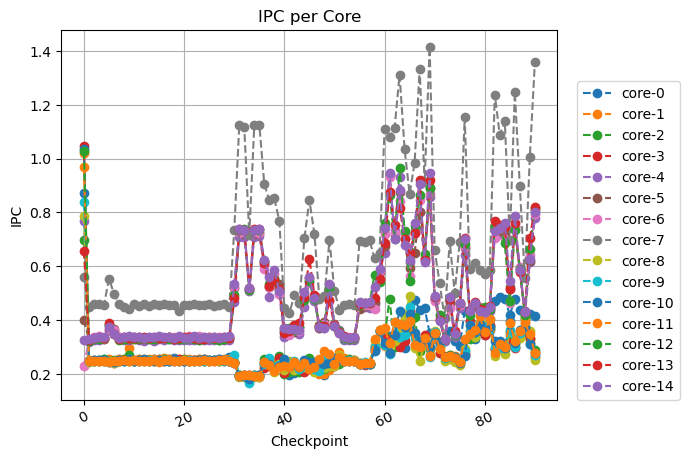 IPC per Core
1.4
1.2
1.0
0.8
0.6
0.4
0.2
IPC
0
20
40
60
80
Checkpoint
core-0
core-1
core-2
core-3
core-4
core-5
core-6
core-7
core-8
core-9
core-10
core-11
core-12
core-13
core-14